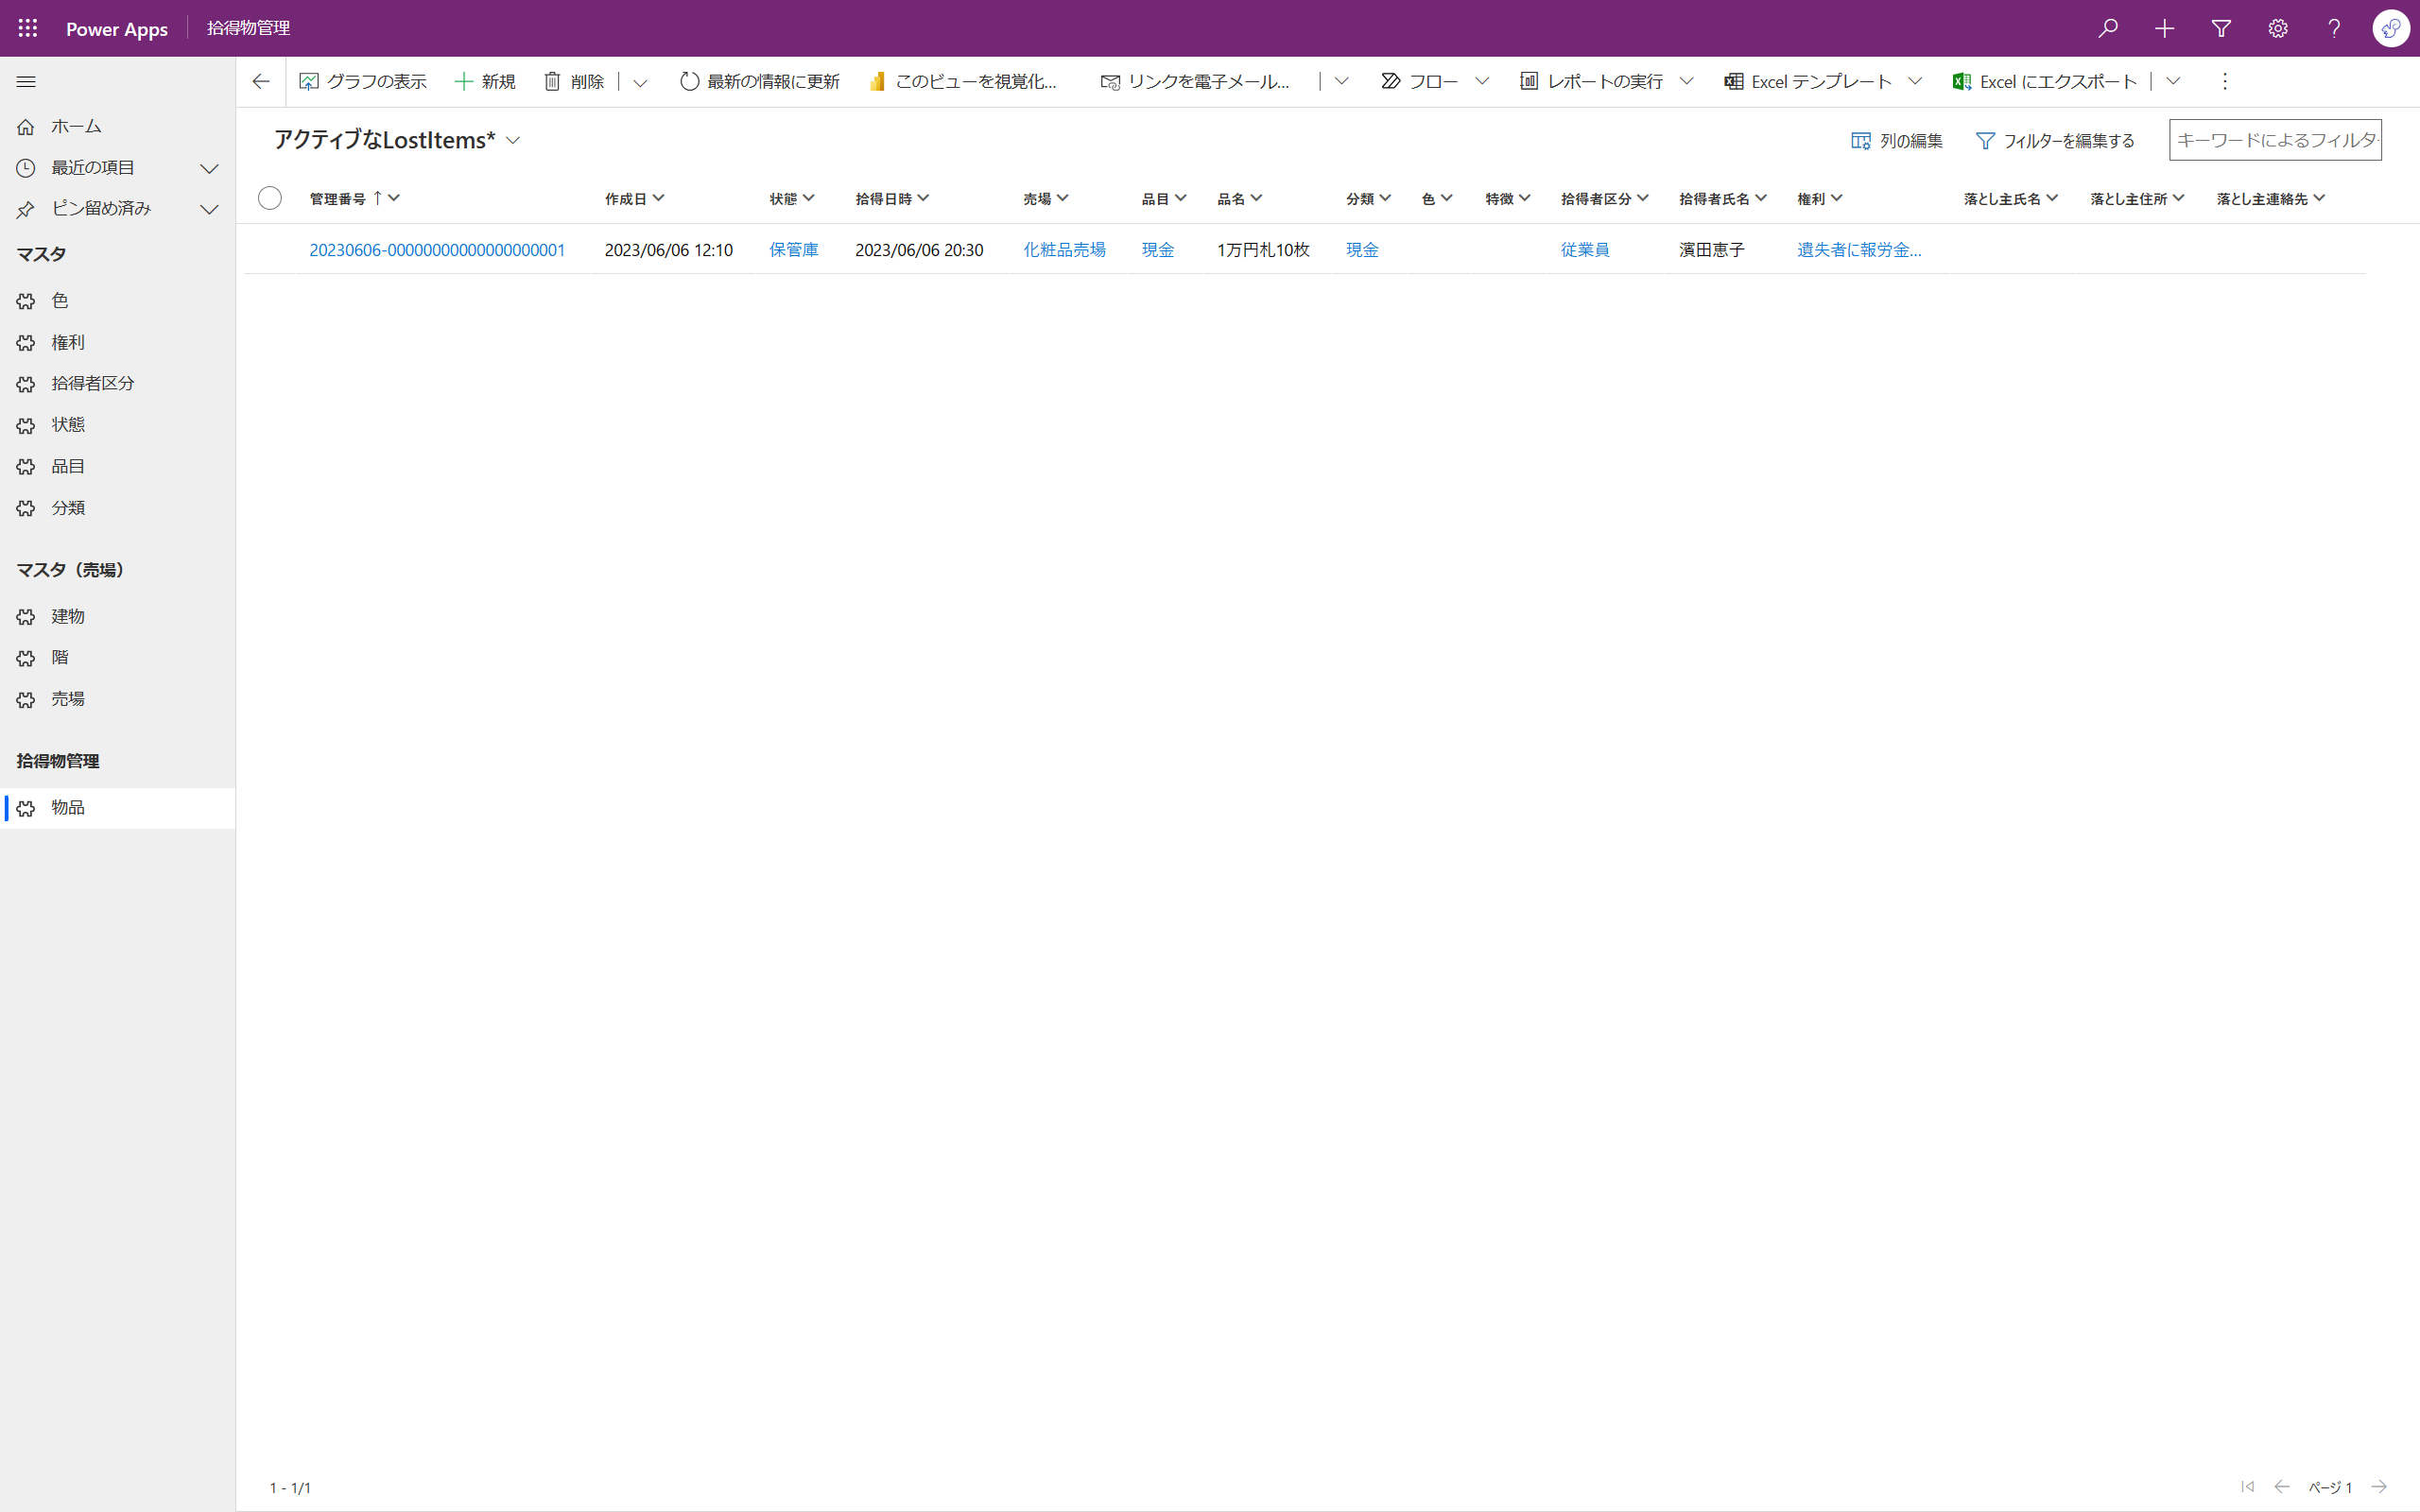 Power Apps 拾得物管理
グラフの表示 新規 削除 最新の情報に更新 このビューを視覚化... リンクを電子メール... フロー レポートの実行 Excel テンプレート Excel にエクスポート
ホーム
最近の項目
ピン留め済み
マスタ
色
権利
拾得者区分
状態
品目
分類
マスタ（売場）
建物
階
売場
拾得物管理
物品
アクティブなLostItems* 列の編集 フィルターを編集する キーワードによるフィルター
管理番号 ↑ 作成日 状態 拾得日時 売場 品目 品名 分類 色 特徴 拾得者区分 拾得者氏名 権利 落とし主氏名 落とし主住所 落とし主連絡先
20230606-00000000000000000001 2023/06/06 12:10 保管庫 2023/06/06 20:30 化粧品売場 現金 1万円札10枚 現金 従業員 濱田恵子 遺失者に報労金...
1 - 1/1 ページ 1